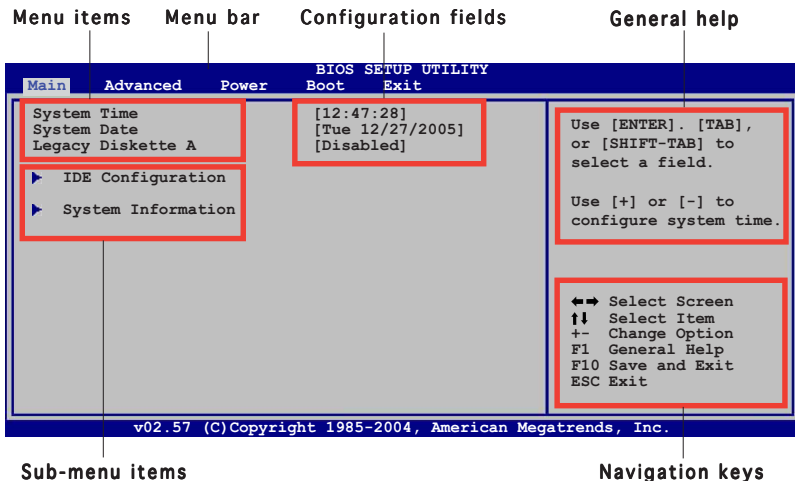 Menu items Menu bar Configuration fields General help
BIOS SETUP UTILITY
Main Advanced Power Boot Exit
System Time [12:47:28]
System Date [Tue 12/27/2005]
Legacy Diskette A [Disabled]
IDE Configuration
System Information
Use [ENTER]. [TAB],
or [SHIFT-TAB] to
select a field.
Use [+] or [-] to
configure system time.
←→ Select Screen
↑↓ Select Item
+- Change Option
F1 General Help
F10 Save and Exit
ESC Exit
v02.57 (C)Copyright 1985-2004, American Megatrends, Inc.
Sub-menu items Navigation keys